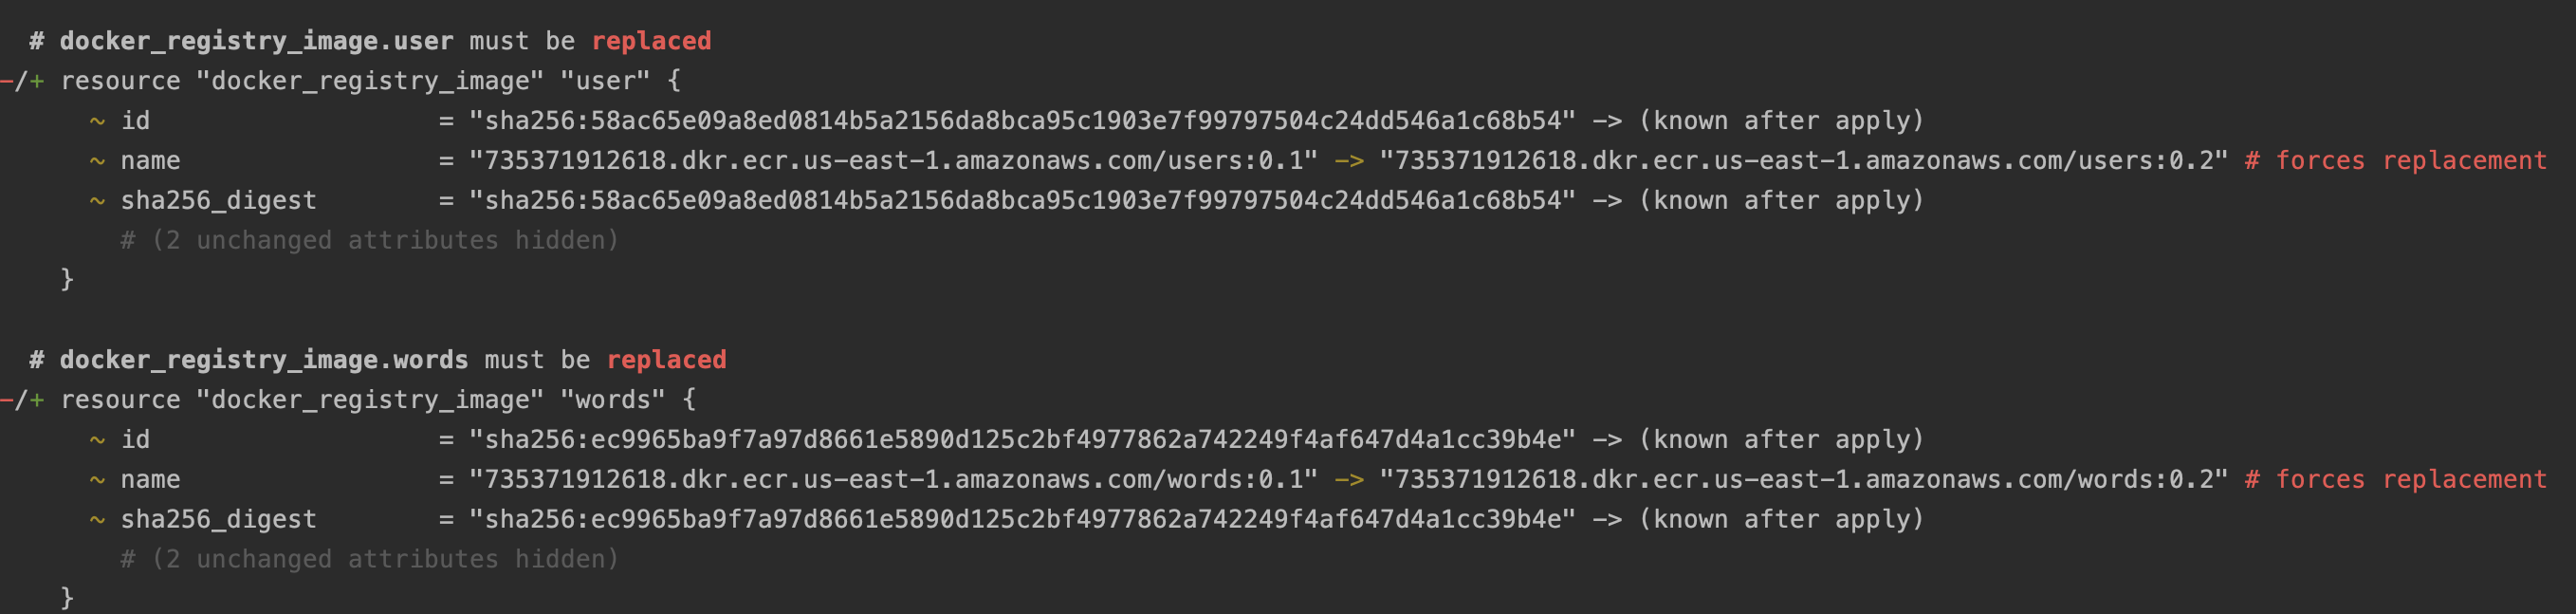 # docker_registry_image.user must be replaced
-/+ resource "docker_registry_image" "user" {
~ id = "sha256:58ac65e09a8ed0814b5a2156da8bca95c1903e7f99797504c24dd546a1c68b54" -> (known after apply)
~ name = "735371912618.dkr.ecr.us-east-1.amazonaws.com/users:0.1" -> "735371912618.dkr.ecr.us-east-1.amazonaws.com/users:0.2" # forces replacement
~ sha256_digest = "sha256:58ac65e09a8ed0814b5a2156da8bca95c1903e7f99797504c24dd546a1c68b54" -> (known after apply)
# (2 unchanged attributes hidden)
}
# docker_registry_image.words must be replaced
-/+ resource "docker_registry_image" "words" {
~ id = "sha256:ec9965ba9f7a97d8661e5890d125c2bf4977862a742249f4af647d4a1cc39b4e" -> (known after apply)
~ name = "735371912618.dkr.ecr.us-east-1.amazonaws.com/words:0.1" -> "735371912618.dkr.ecr.us-east-1.amazonaws.com/words:0.2" # forces replacement
~ sha256_digest = "sha256:ec9965ba9f7a97d8661e5890d125c2bf4977862a742249f4af647d4a1cc39b4e" -> (known after apply)
# (2 unchanged attributes hidden)
}